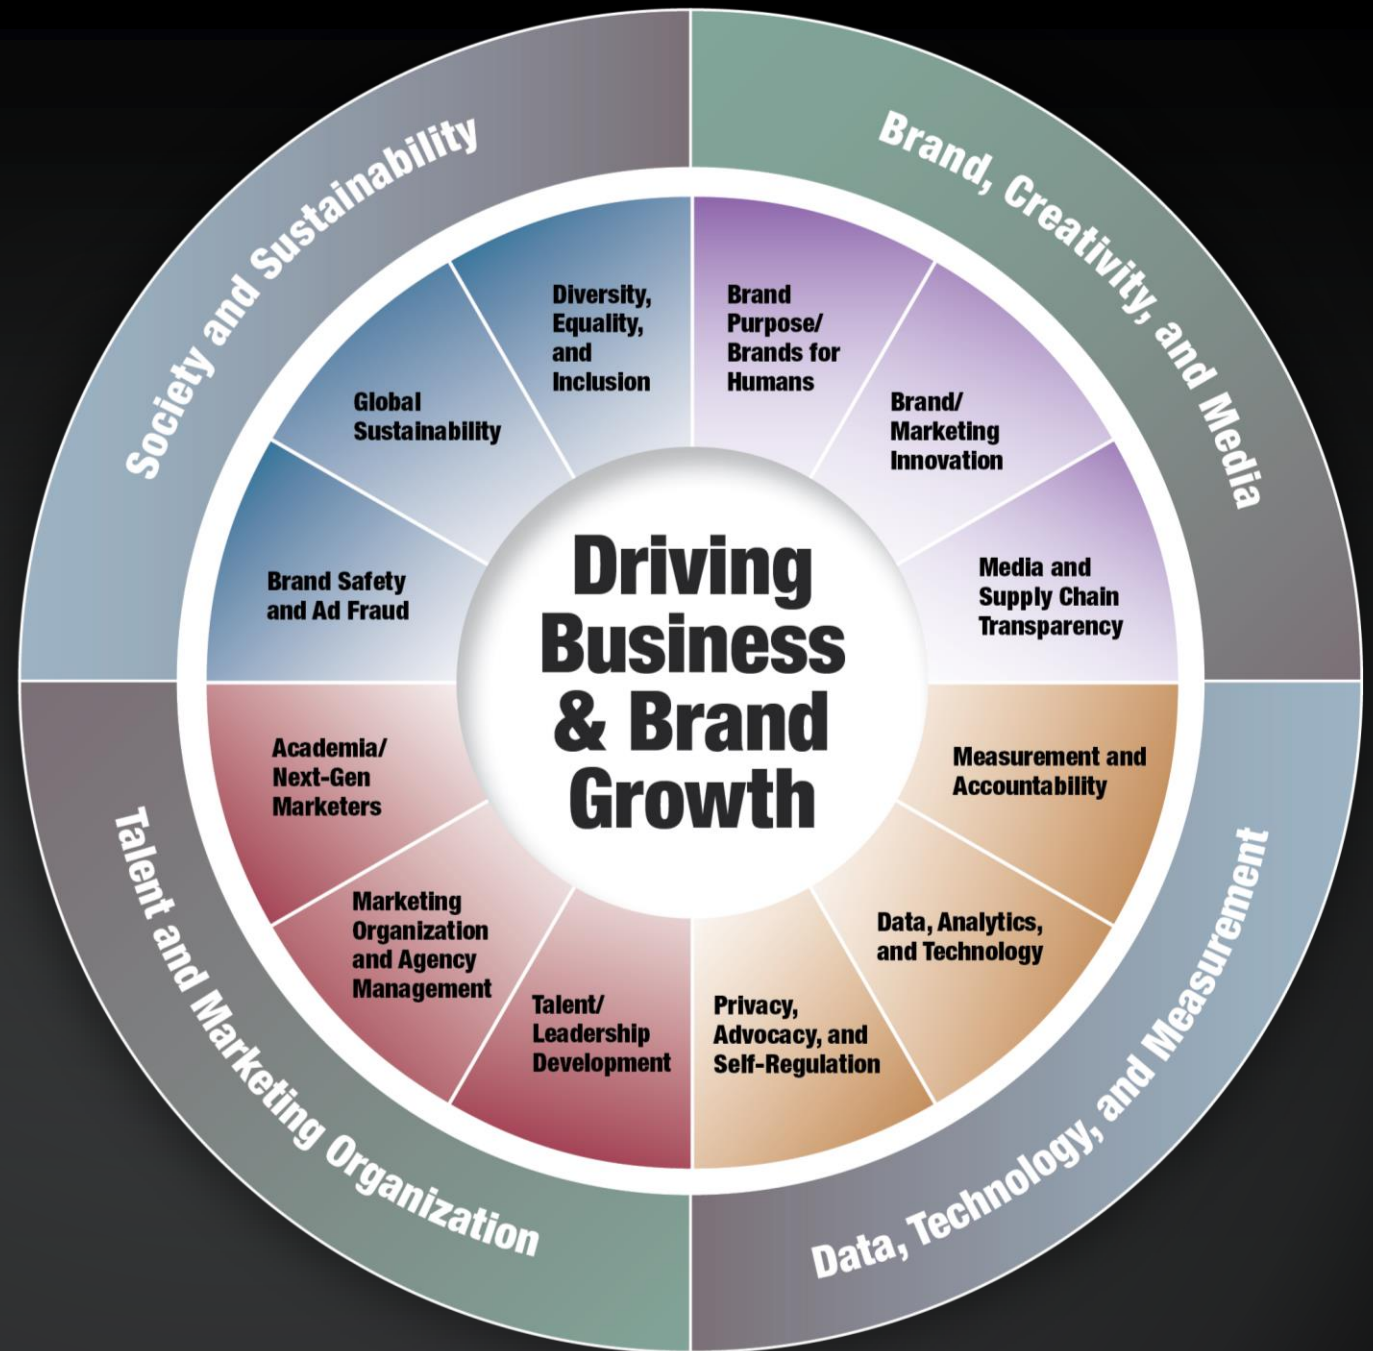 Society and Sustainability
Brand, Creativity, and Media
Diversity,
Equality,
and
Inclusion
Brand
Purpose/
Brands for
Humans
Global
Sustainability
Brand/
Marketing
Innovation
Brand Safety
and Ad Fraud
Media and
Supply Chain
Transparency
Driving
Business
& Brand
Growth
Academia/
Next-Gen
Marketers
Measurement and
Accountability
Marketing
Organization
and Agency
Management
Data, Analytics,
and Technology
Talent/
Leadership
Development
Privacy,
Advocacy, and
Self-Regulation
Talent and Marketing Organization
Data, Technology, and Measurement